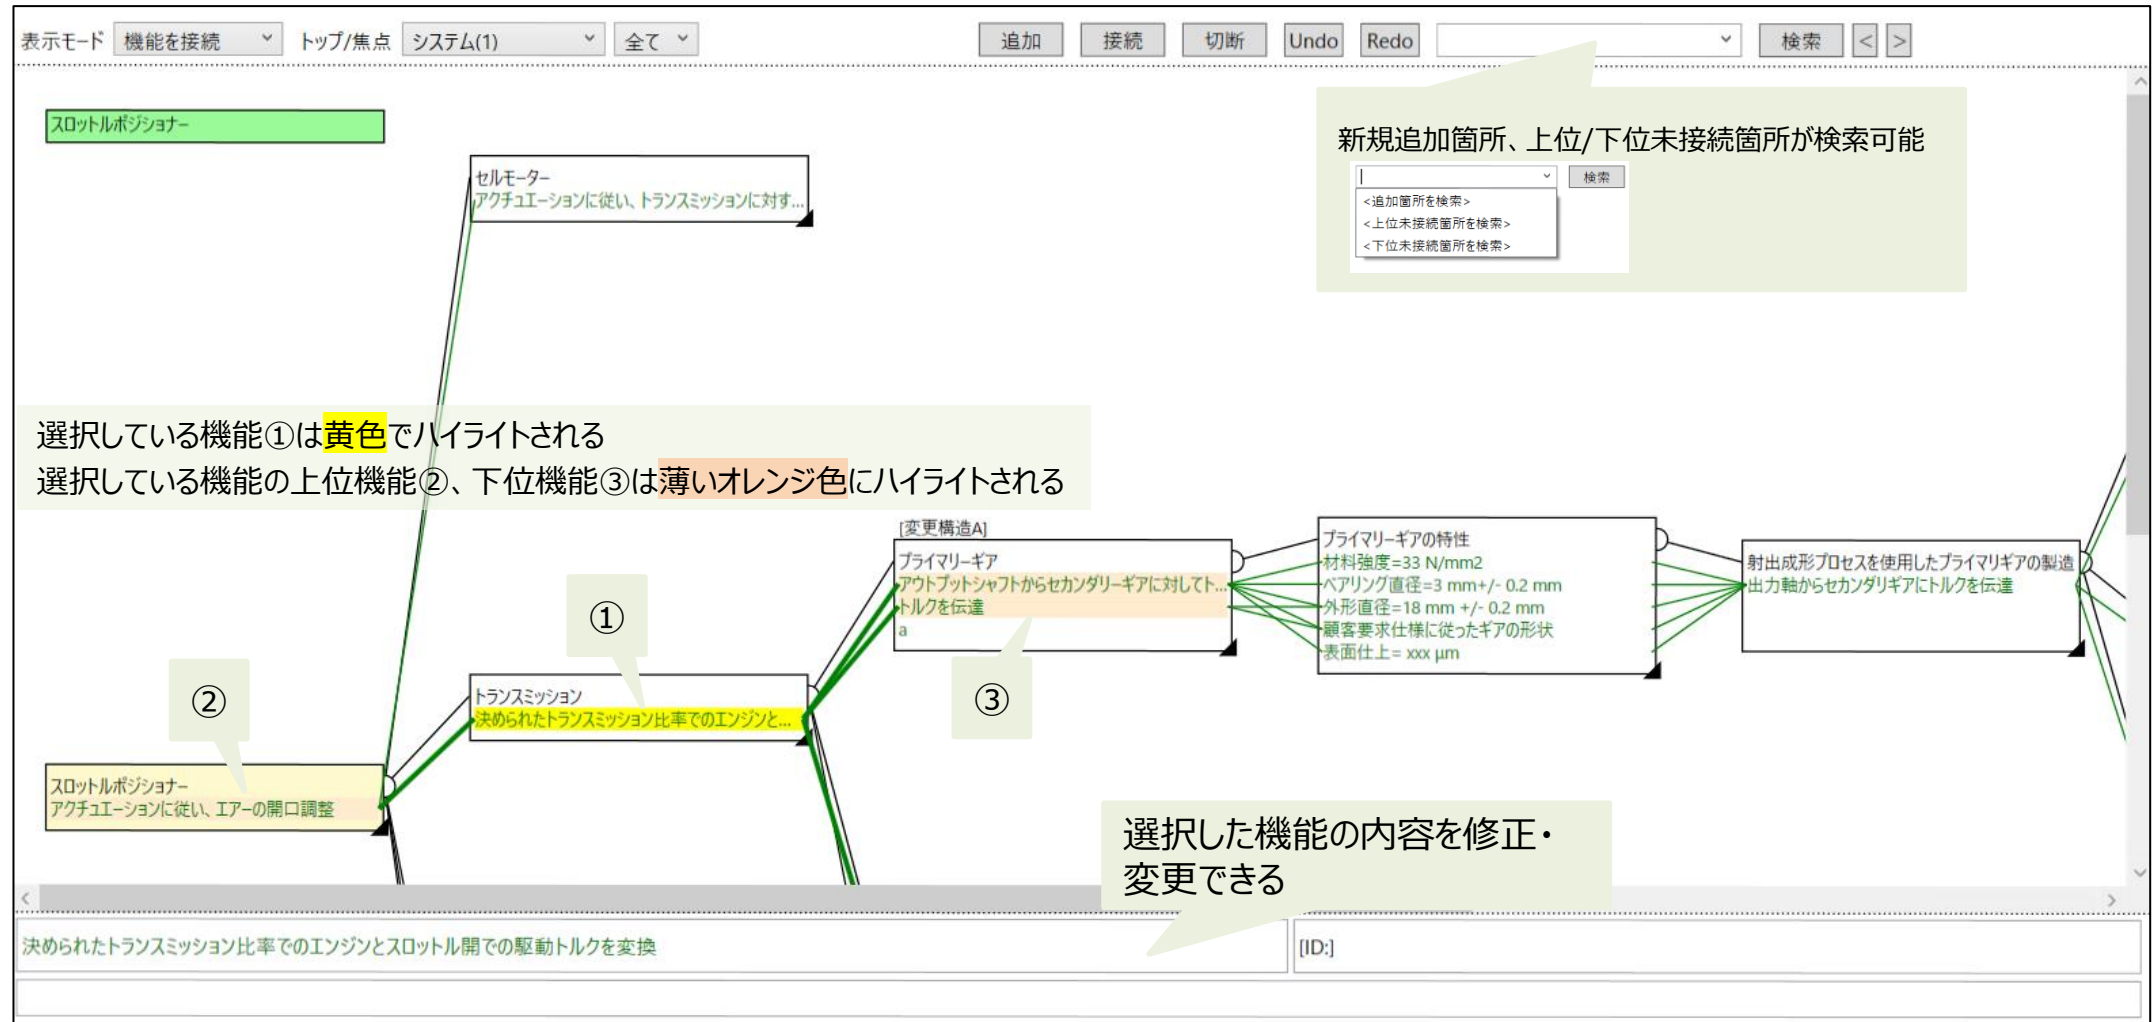 表示モード 機能を接続 トップ/焦点 システム(1) 全て 追加 接続 切断 Undo Redo 検索 < >
スロットルポジショナー
セルモーター
アクチュエーションに従い、トランスミッションに対す...
新規追加箇所、上位/下位未接続箇所が検索可能
検索
<追加箇所を検索>
<上位未接続箇所を検索>
<下位未接続箇所を検索>
選択している機能①は黄色でハイライトされる
選択している機能の上位機能②、下位機能③は薄いオレンジ色にハイライトされる
[変更構造A]
プライマリーギア
アウトプットシャフトからセカンダリーギアに対してト...
トルクを伝達
a
プライマリーギアの特性
材料強度=33 N/mm2
ベアリング直径=3 mm+/- 0.2 mm
外形直径=18 mm +/- 0.2 mm
顧客要求仕様に従ったギアの形状
表面仕上= xxx μm
射出成形プロセスを使用したプライマリギアの製造
出力軸からセカンダリギアにトルクを伝達
①
②
③
トランスミッション
決められたトランスミッション比率でのエンジンと...
スロットルポジショナー
アクチュエーションに従い、エアーの開口調整
選択した機能の内容を修正・
変更できる
決められたトランスミッション比率でのエンジンとスロットル開での駆動トルクを変換
[ID:]